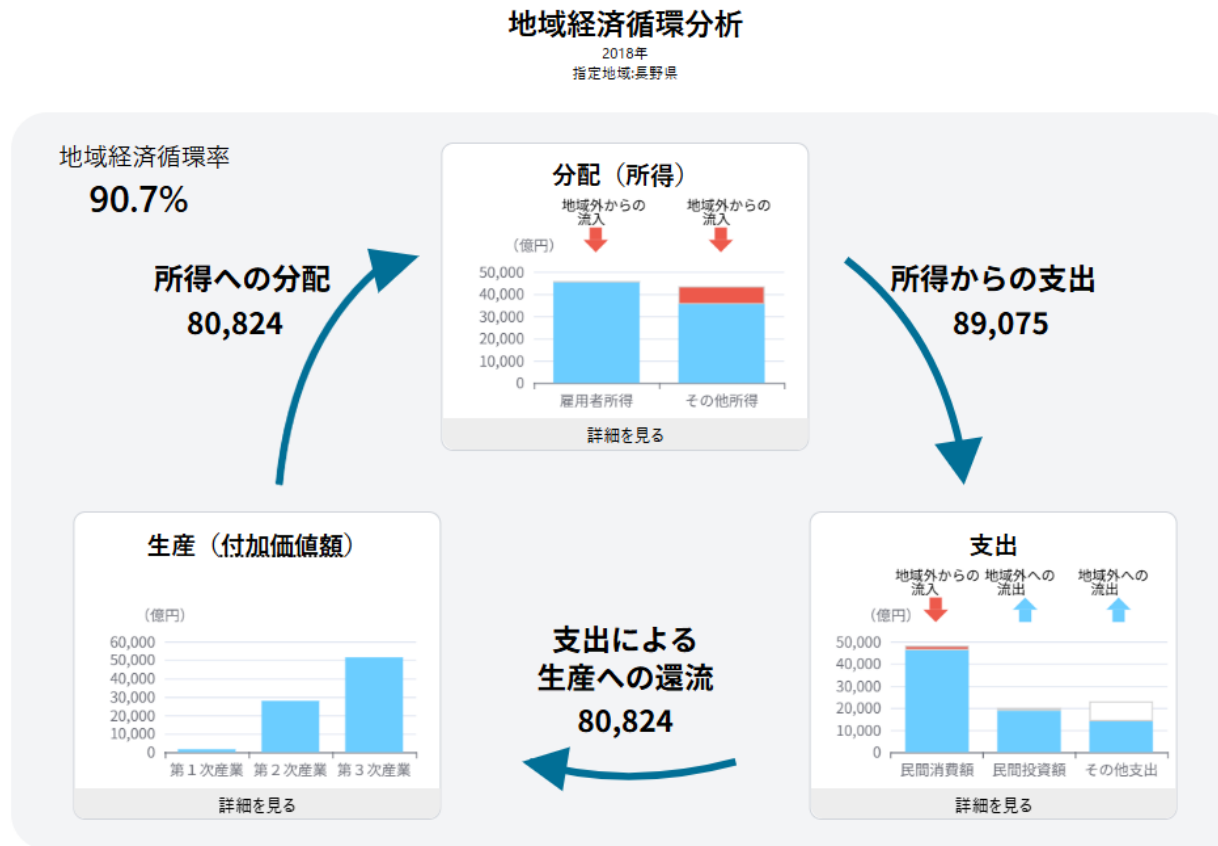 地域経済循環分析
2018年
指定地域:長野県
地域経済循環率
90.7%
所得への分配
80,824
分配（所得）
地域外からの
流入
地域外からの
流入
（億円）
50,000
40,000
30,000
20,000
10,000
0
雇用者所得
その他所得
詳細を見る
所得からの支出
89,075
生産（付加価値額）
（億円）
60,000
50,000
40,000
30,000
20,000
10,000
0
第１次産業
第２次産業
第３次産業
詳細を見る
支出による
生産への還流
80,824
支出
地域外からの
流入
地域外への
流出
地域外への
流出
（億円）
50,000
40,000
30,000
20,000
10,000
0
民間消費額
民間投資額
その他支出
詳細を見る